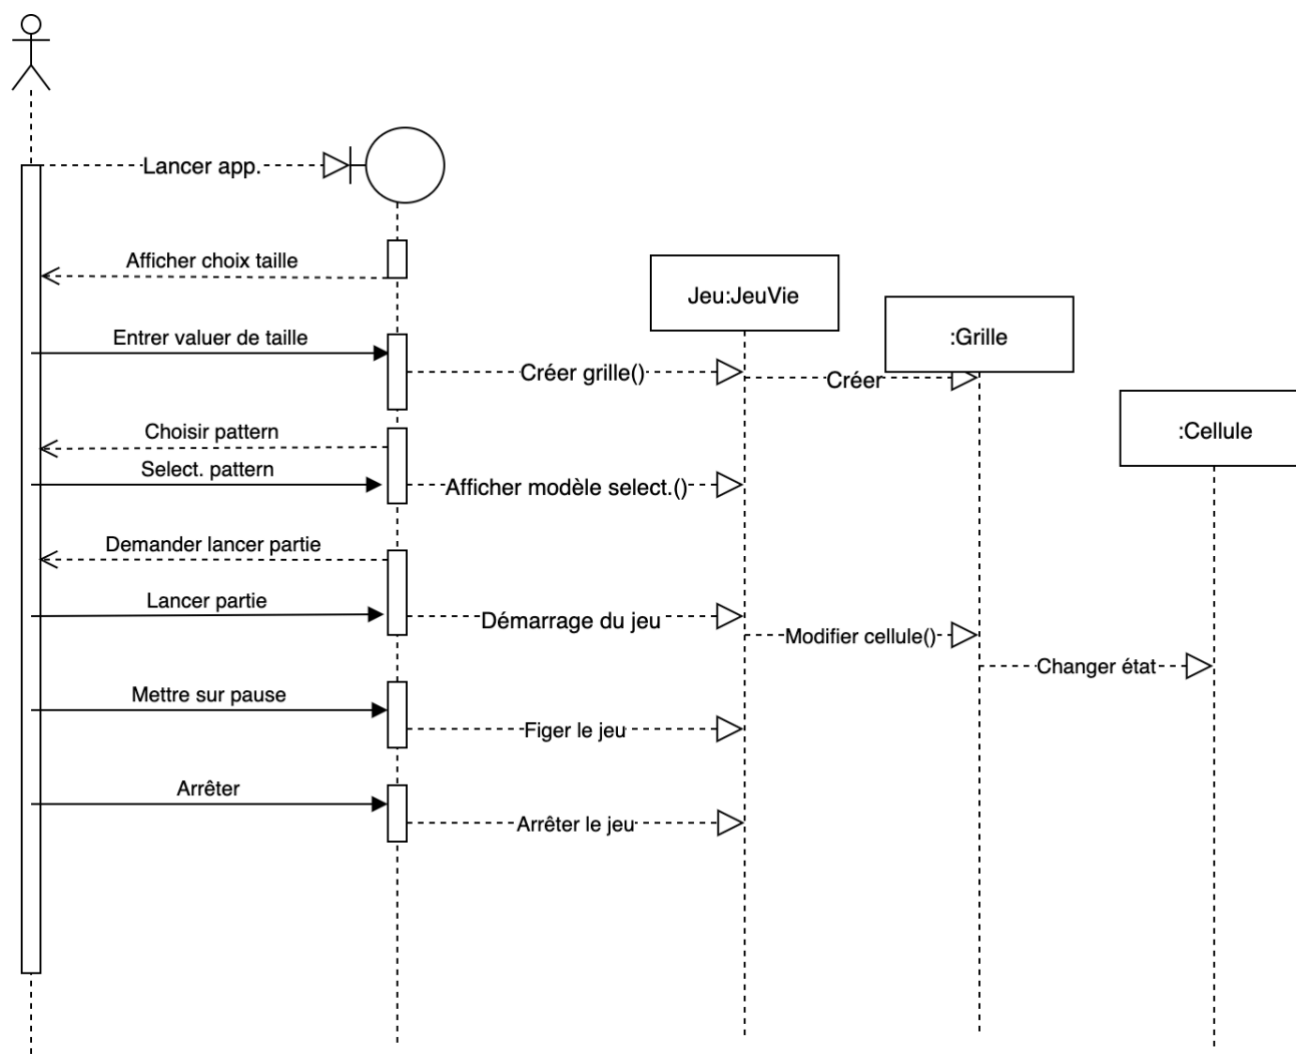 Lancer app.
Afficher choix taille
Jeu:JeuVie
:Grille
Entrer valuer de taille
Créer grille()
Créer
:Cellule
Choisir pattern
Select. pattern
Afficher modèle select.()
Demander lancer partie
Lancer partie
Démarrage du jeu
Modifier cellule()
Changer état
Mettre sur pause
Figer le jeu
Arrêter
Arrêter le jeu